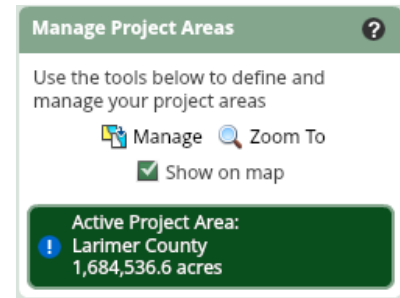 Manage Project Areas ?
Use the tools below to define and
manage your project areas
Manage Zoom To
Show on map
Active Project Area:
! Larimer County
1,684,536.6 acres